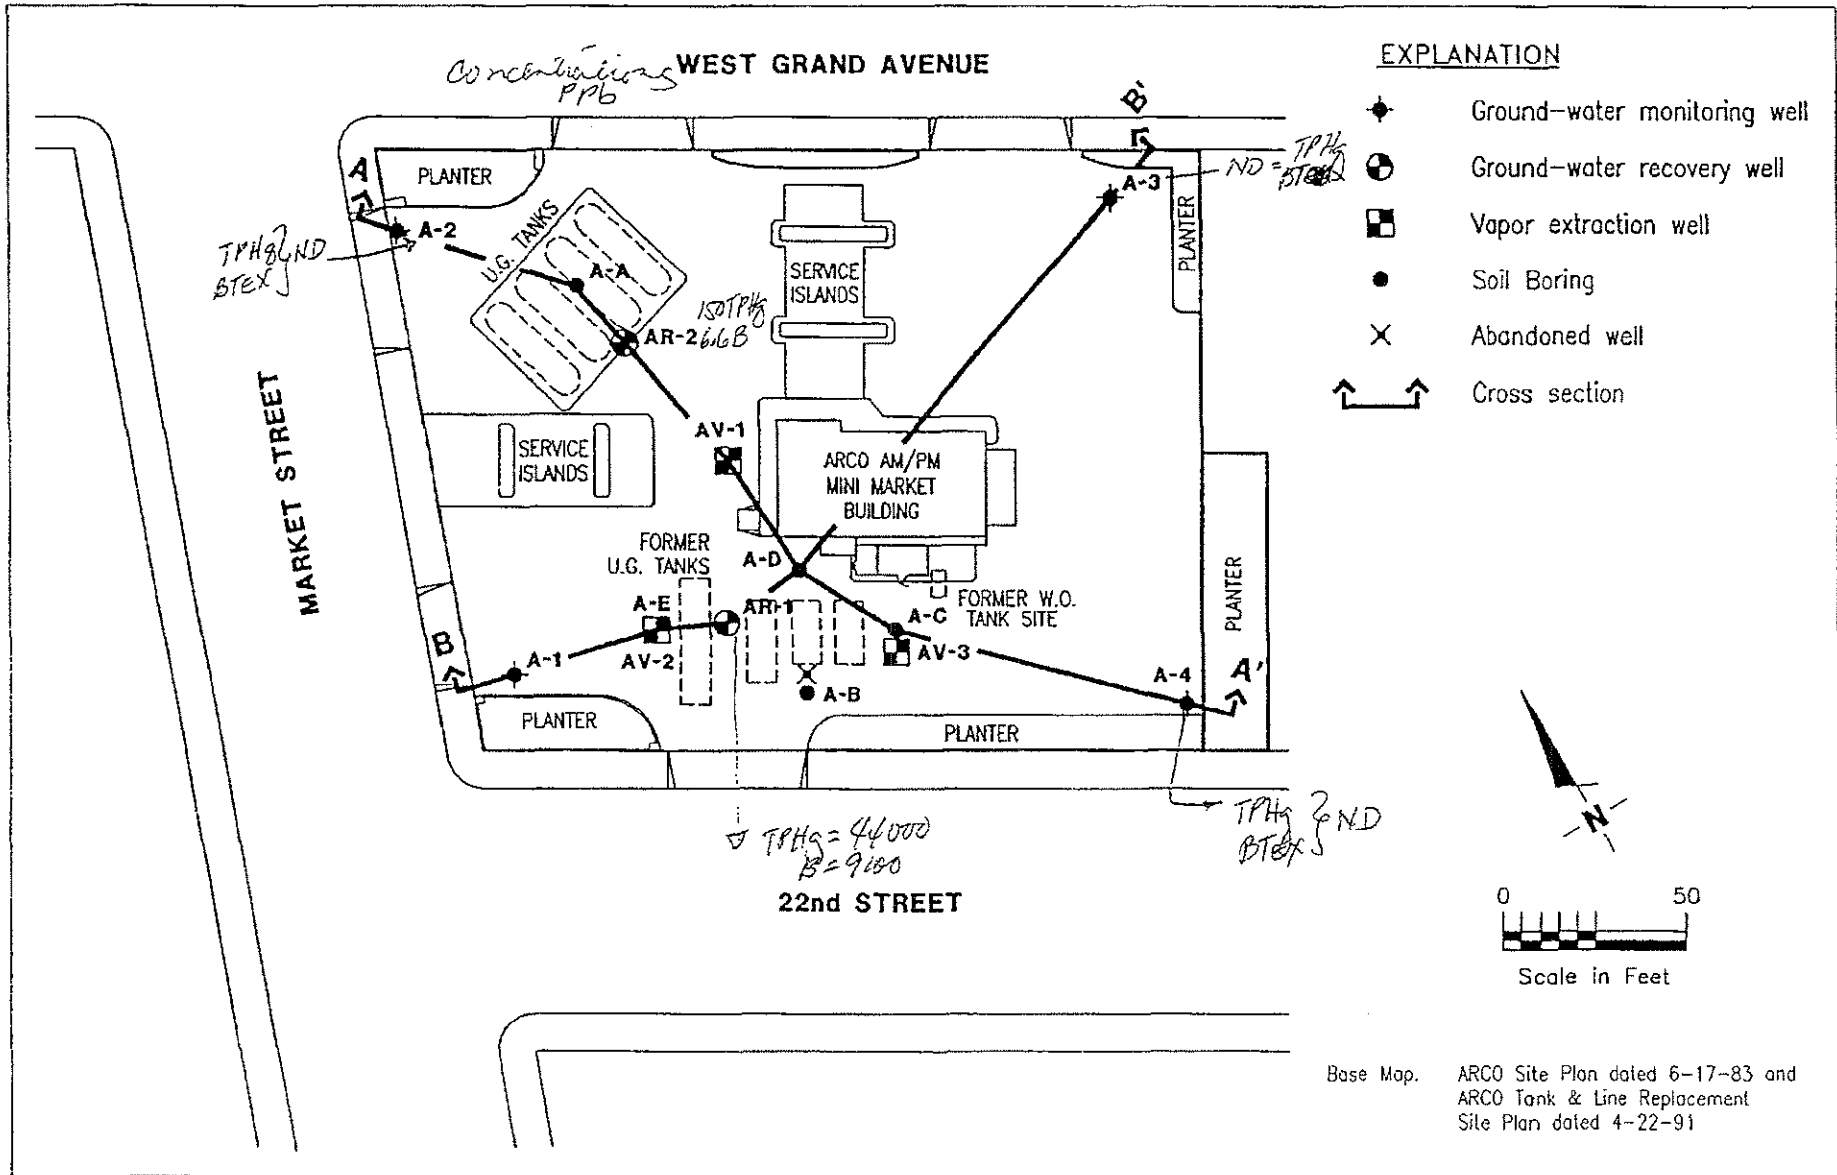 Concentrations
PPb
WEST GRAND AVENUE
EXPLANATION
Ground-water monitoring well
Ground-water recovery well
Vapor extraction well
Soil Boring
Abandoned well
Cross section
B'
A
PLANTER
A-3
ND = TPHg
BTEX
A-2
TPHg } ND
BTEX
U.G. TANKS
A-A
SERVICE
ISLANDS
PLANTER
150 TPHg
AR-2
6.6 B
MARKET STREET
AV-1
SERVICE
ISLANDS
ARCO AM/PM
MINI MARKET
BUILDING
FORMER
U.G. TANKS
A-D
A-E
AR-1
FORMER W.O.
TANK SITE
A-C
PLANTER
B
A-1
AV-2
AV-3
A-B
A-4
A'
PLANTER
PLANTER
TPHg = 44000
B = 9100
TPHg } ND
BTEX
22nd STREET
N
0 50
Scale in Feet
Base Map. ARCO Site Plan dated 6-17-83 and
ARCO Tank & Line Replacement
Site Plan dated 4-22-91